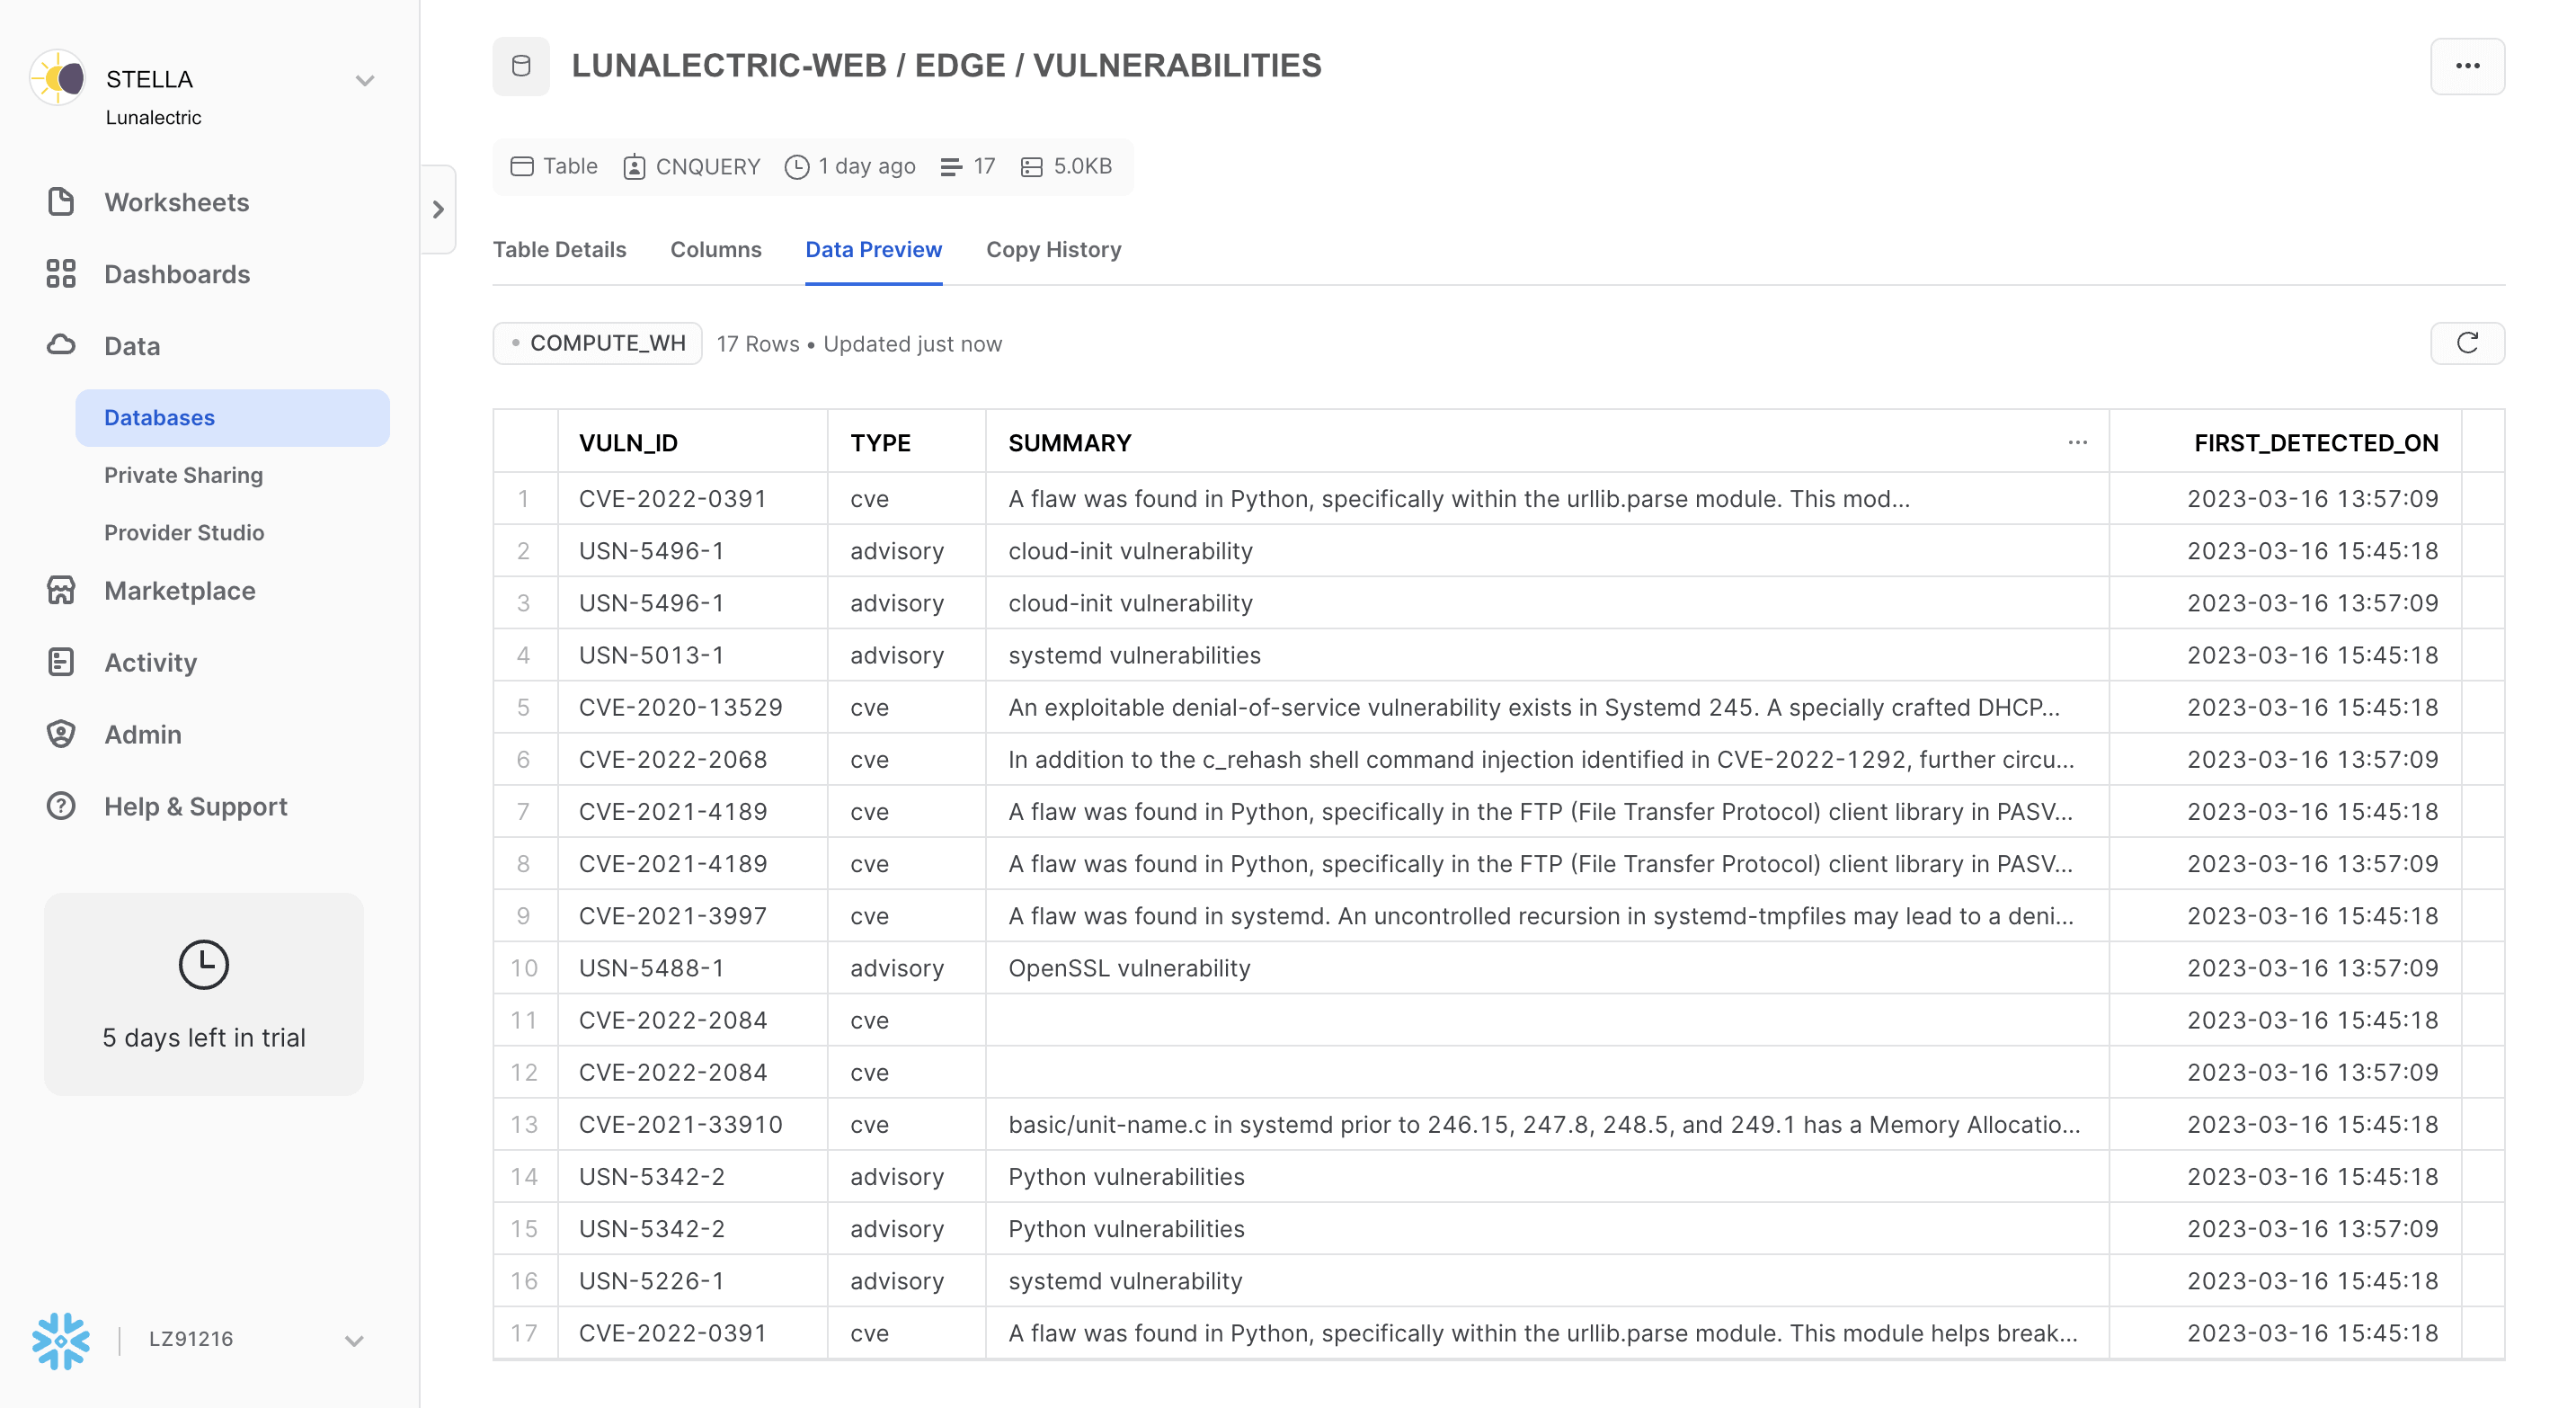 STELLA
Lunalectric
Worksheets
Dashboards
Data
Databases
Private Sharing
Provider Studio
Marketplace
Activity
Admin
Help & Support
5 days left in trial
LZ91216
LUNALECTRIC-WEB / EDGE / VULNERABILITIES
Table CNQUERY 1 day ago 17 5.0KB
Table Details Columns Data Preview Copy History
COMPUTE_WH 17 Rows • Updated just now
VULN_ID TYPE SUMMARY ... FIRST_DETECTED_ON
1 CVE-2022-0391 cve A flaw was found in Python, specifically within the urllib.parse module. This mod... 2023-03-16 13:57:09
2 USN-5496-1 advisory cloud-init vulnerability 2023-03-16 15:45:18
3 USN-5496-1 advisory cloud-init vulnerability 2023-03-16 13:57:09
4 USN-5013-1 advisory systemd vulnerabilities 2023-03-16 15:45:18
5 CVE-2020-13529 cve An exploitable denial-of-service vulnerability exists in Systemd 245. A specially crafted DHCP... 2023-03-16 15:45:18
6 CVE-2022-2068 cve In addition to the c_rehash shell command injection identified in CVE-2022-1292, further circu... 2023-03-16 13:57:09
7 CVE-2021-4189 cve A flaw was found in Python, specifically in the FTP (File Transfer Protocol) client library in PASV... 2023-03-16 15:45:18
8 CVE-2021-4189 cve A flaw was found in Python, specifically in the FTP (File Transfer Protocol) client library in PASV... 2023-03-16 13:57:09
9 CVE-2021-3997 cve A flaw was found in systemd. An uncontrolled recursion in systemd-tmpfiles may lead to a deni... 2023-03-16 15:45:18
10 USN-5488-1 advisory OpenSSL vulnerability 2023-03-16 13:57:09
11 CVE-2022-2084 cve 2023-03-16 15:45:18
12 CVE-2022-2084 cve 2023-03-16 13:57:09
13 CVE-2021-33910 cve basic/unit-name.c in systemd prior to 246.15, 247.8, 248.5, and 249.1 has a Memory Allocatio... 2023-03-16 15:45:18
14 USN-5342-2 advisory Python vulnerabilities 2023-03-16 15:45:18
15 USN-5342-2 advisory Python vulnerabilities 2023-03-16 13:57:09
16 USN-5226-1 advisory systemd vulnerability 2023-03-16 15:45:18
17 CVE-2022-0391 cve A flaw was found in Python, specifically within the urllib.parse module. This module helps break... 2023-03-16 15:45:18